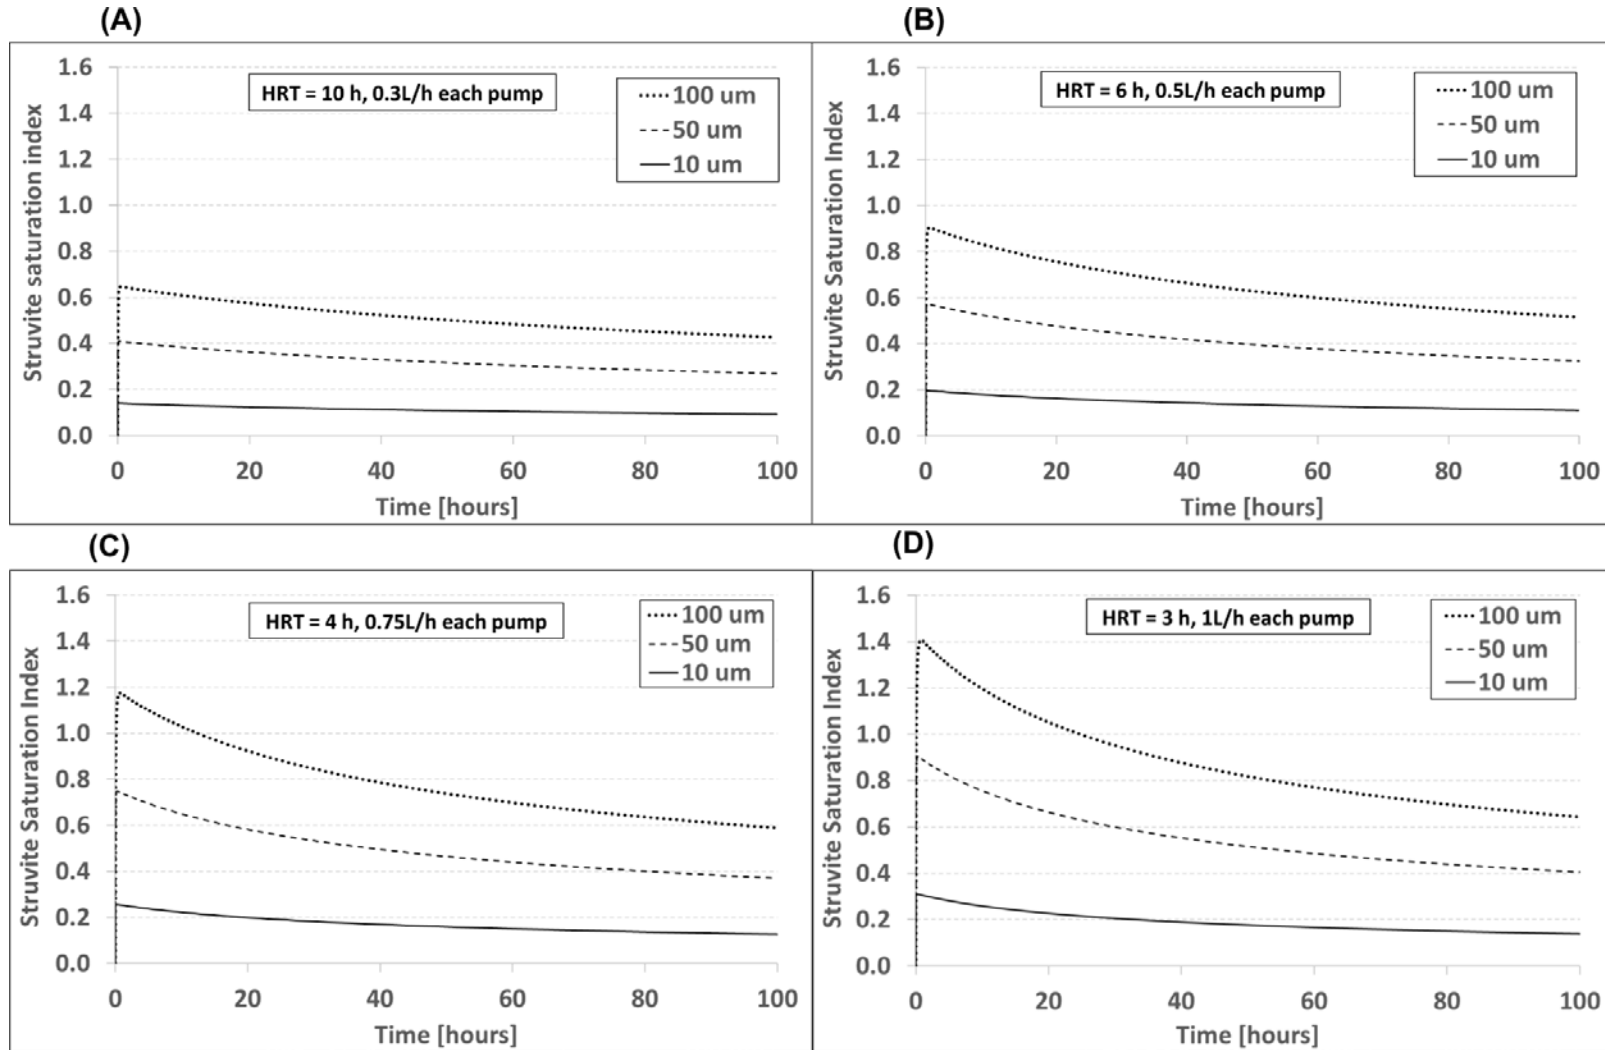 (A)
HRT = 10 h, 0.3L/h each pump
100 um
50 um
10 um
Struvite saturation index
1.6
1.4
1.2
1.0
0.8
0.6
0.4
0.2
0.0
0 20 40 60 80 100
Time [hours]
(B)
HRT = 6 h, 0.5L/h each pump
100 um
50 um
10 um
Struvite Saturation Index
1.6
1.4
1.2
1.0
0.8
0.6
0.4
0.2
0.0
0 20 40 60 80 100
Time [hours]
(C)
HRT = 4 h, 0.75L/h each pump
100 um
50 um
10 um
Struvite Saturation Index
1.6
1.4
1.2
1.0
0.8
0.6
0.4
0.2
0.0
0 20 40 60 80 100
Time [hours]
(D)
HRT = 3 h, 1L/h each pump
100 um
50 um
10 um
Struvite Saturation Index
1.6
1.4
1.2
1.0
0.8
0.6
0.4
0.2
0.0
0 20 40 60 80 100
Time [hours]